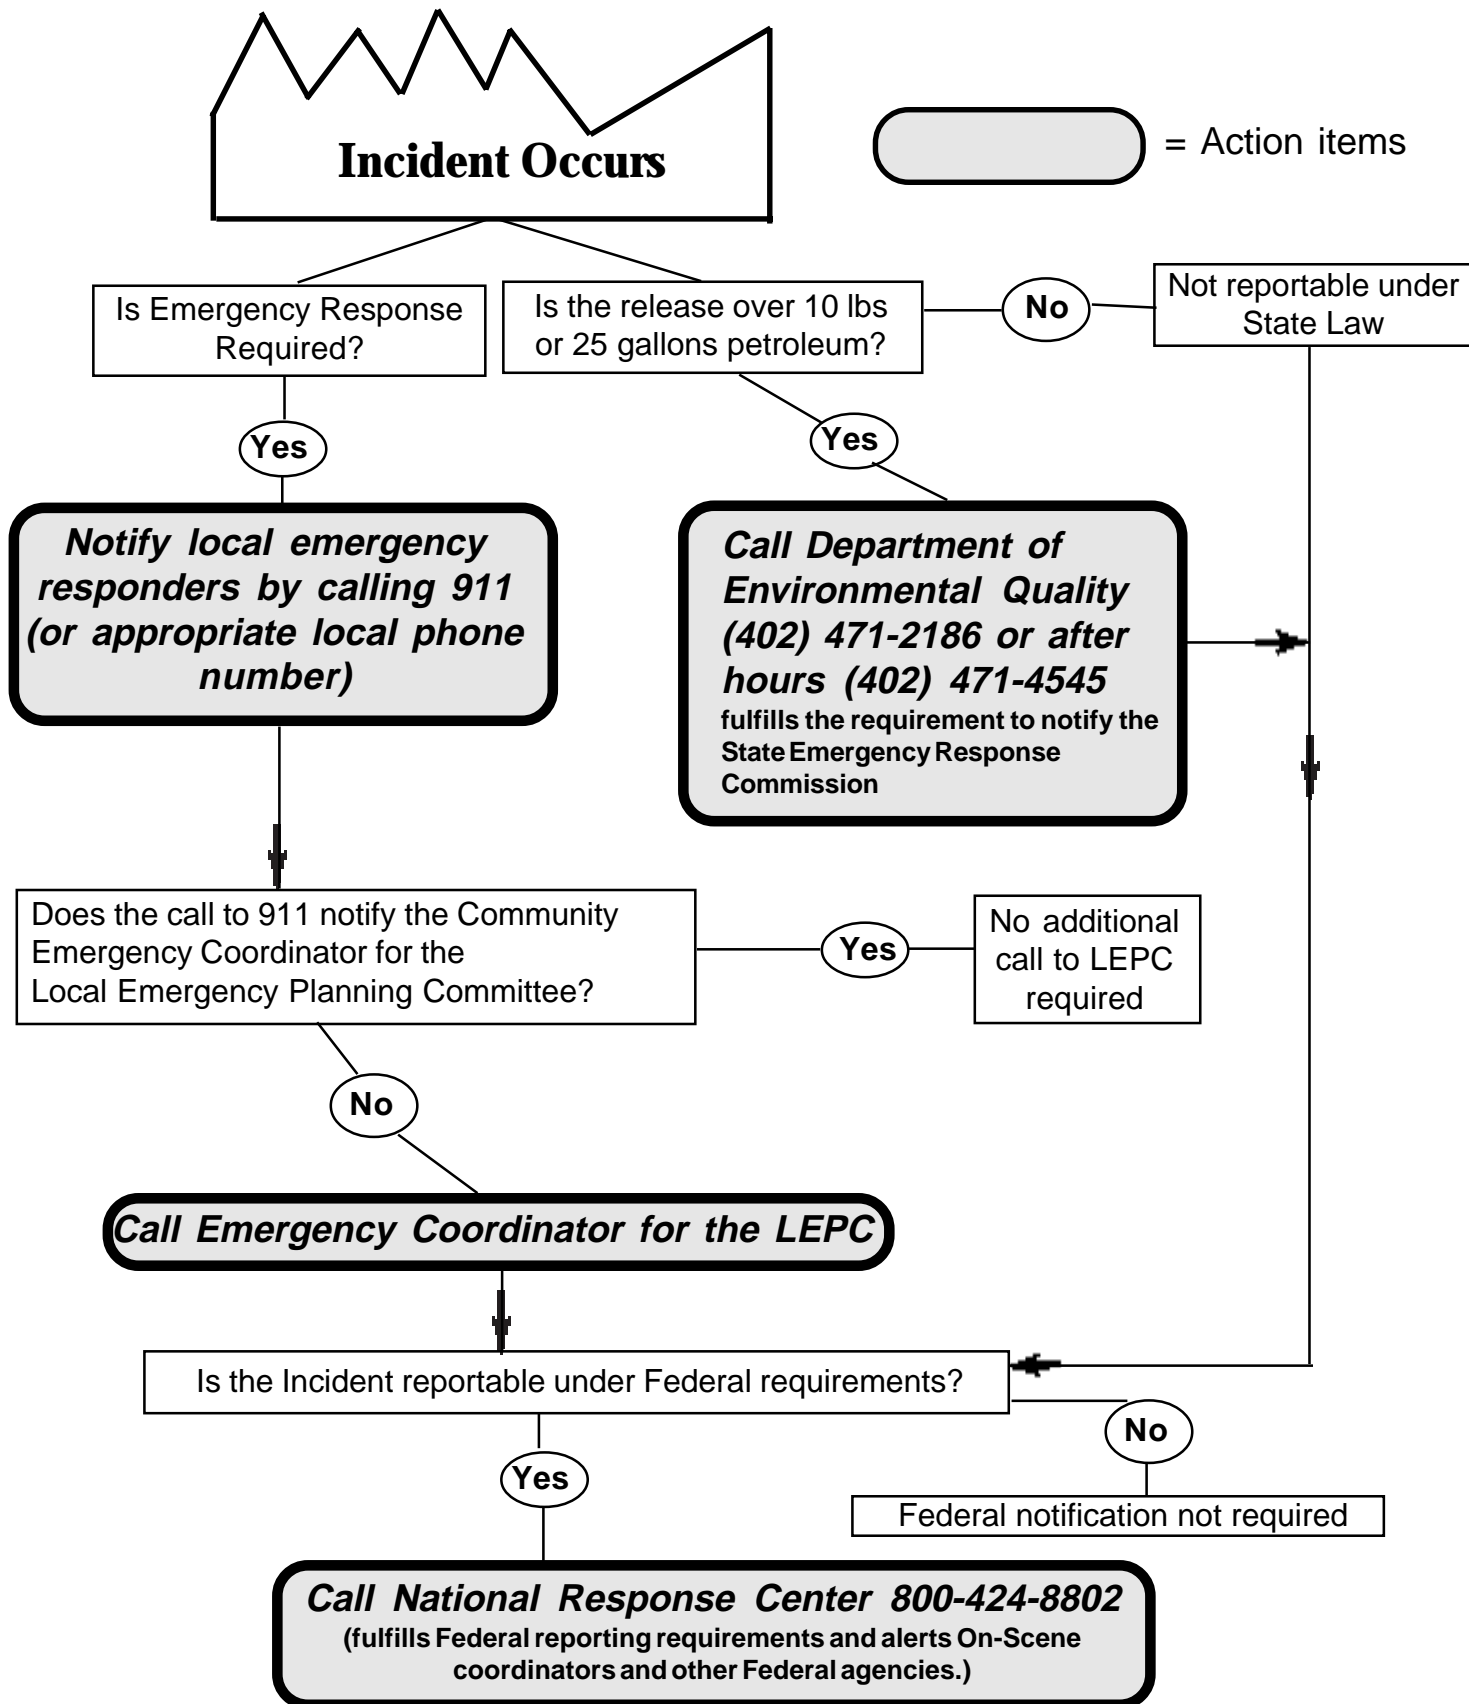 Incident Occurs
= Action items
Is Emergency Response
Required?
Is the release over 10 lbs
or 25 gallons petroleum?
No
Not reportable under
State Law
Yes
Yes
Notify local emergency
responders by calling 911
(or appropriate local phone
number)
Call Department of
Environmental Quality
(402) 471-2186 or after
hours (402) 471-4545
fulfills the requirement to notify the
State Emergency Response
Commission
Does the call to 911 notify the Community
Emergency Coordinator for the
Local Emergency Planning Committee?
Yes
No additional
call to LEPC
required
No
Call Emergency Coordinator for the LEPC
Is the Incident reportable under Federal requirements?
No
Yes
Federal notification not required
Call National Response Center 800-424-8802
(fulfills Federal reporting requirements and alerts On-Scene
coordinators and other Federal agencies.)